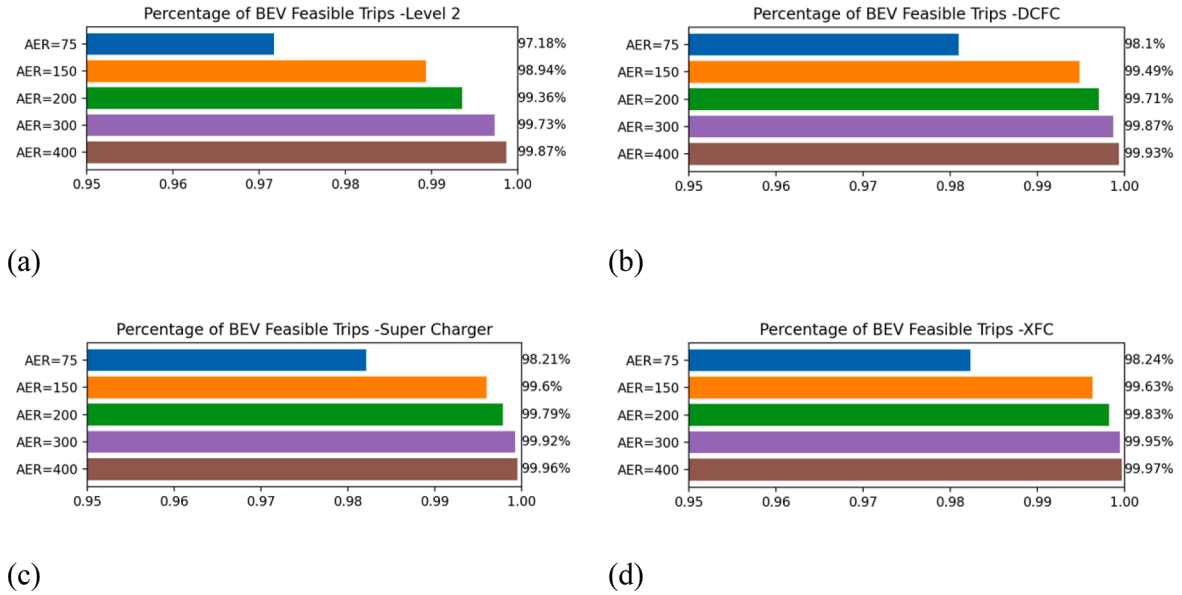 Percentage of BEV Feasible Trips -Level 2
AER=75 97.18%
AER=150 98.94%
AER=200 99.36%
AER=300 99.73%
AER=400 99.87%
0.95 0.96 0.97 0.98 0.99 1.00
(a)
Percentage of BEV Feasible Trips -DCFC
AER=75 98.1%
AER=150 99.49%
AER=200 99.71%
AER=300 99.87%
AER=400 99.93%
0.95 0.96 0.97 0.98 0.99 1.00
(b)
Percentage of BEV Feasible Trips -Super Charger
AER=75 98.21%
AER=150 99.6%
AER=200 99.79%
AER=300 99.92%
AER=400 99.96%
0.95 0.96 0.97 0.98 0.99 1.00
(c)
Percentage of BEV Feasible Trips -XFC
AER=75 98.24%
AER=150 99.63%
AER=200 99.83%
AER=300 99.95%
AER=400 99.97%
0.95 0.96 0.97 0.98 0.99 1.00
(d)